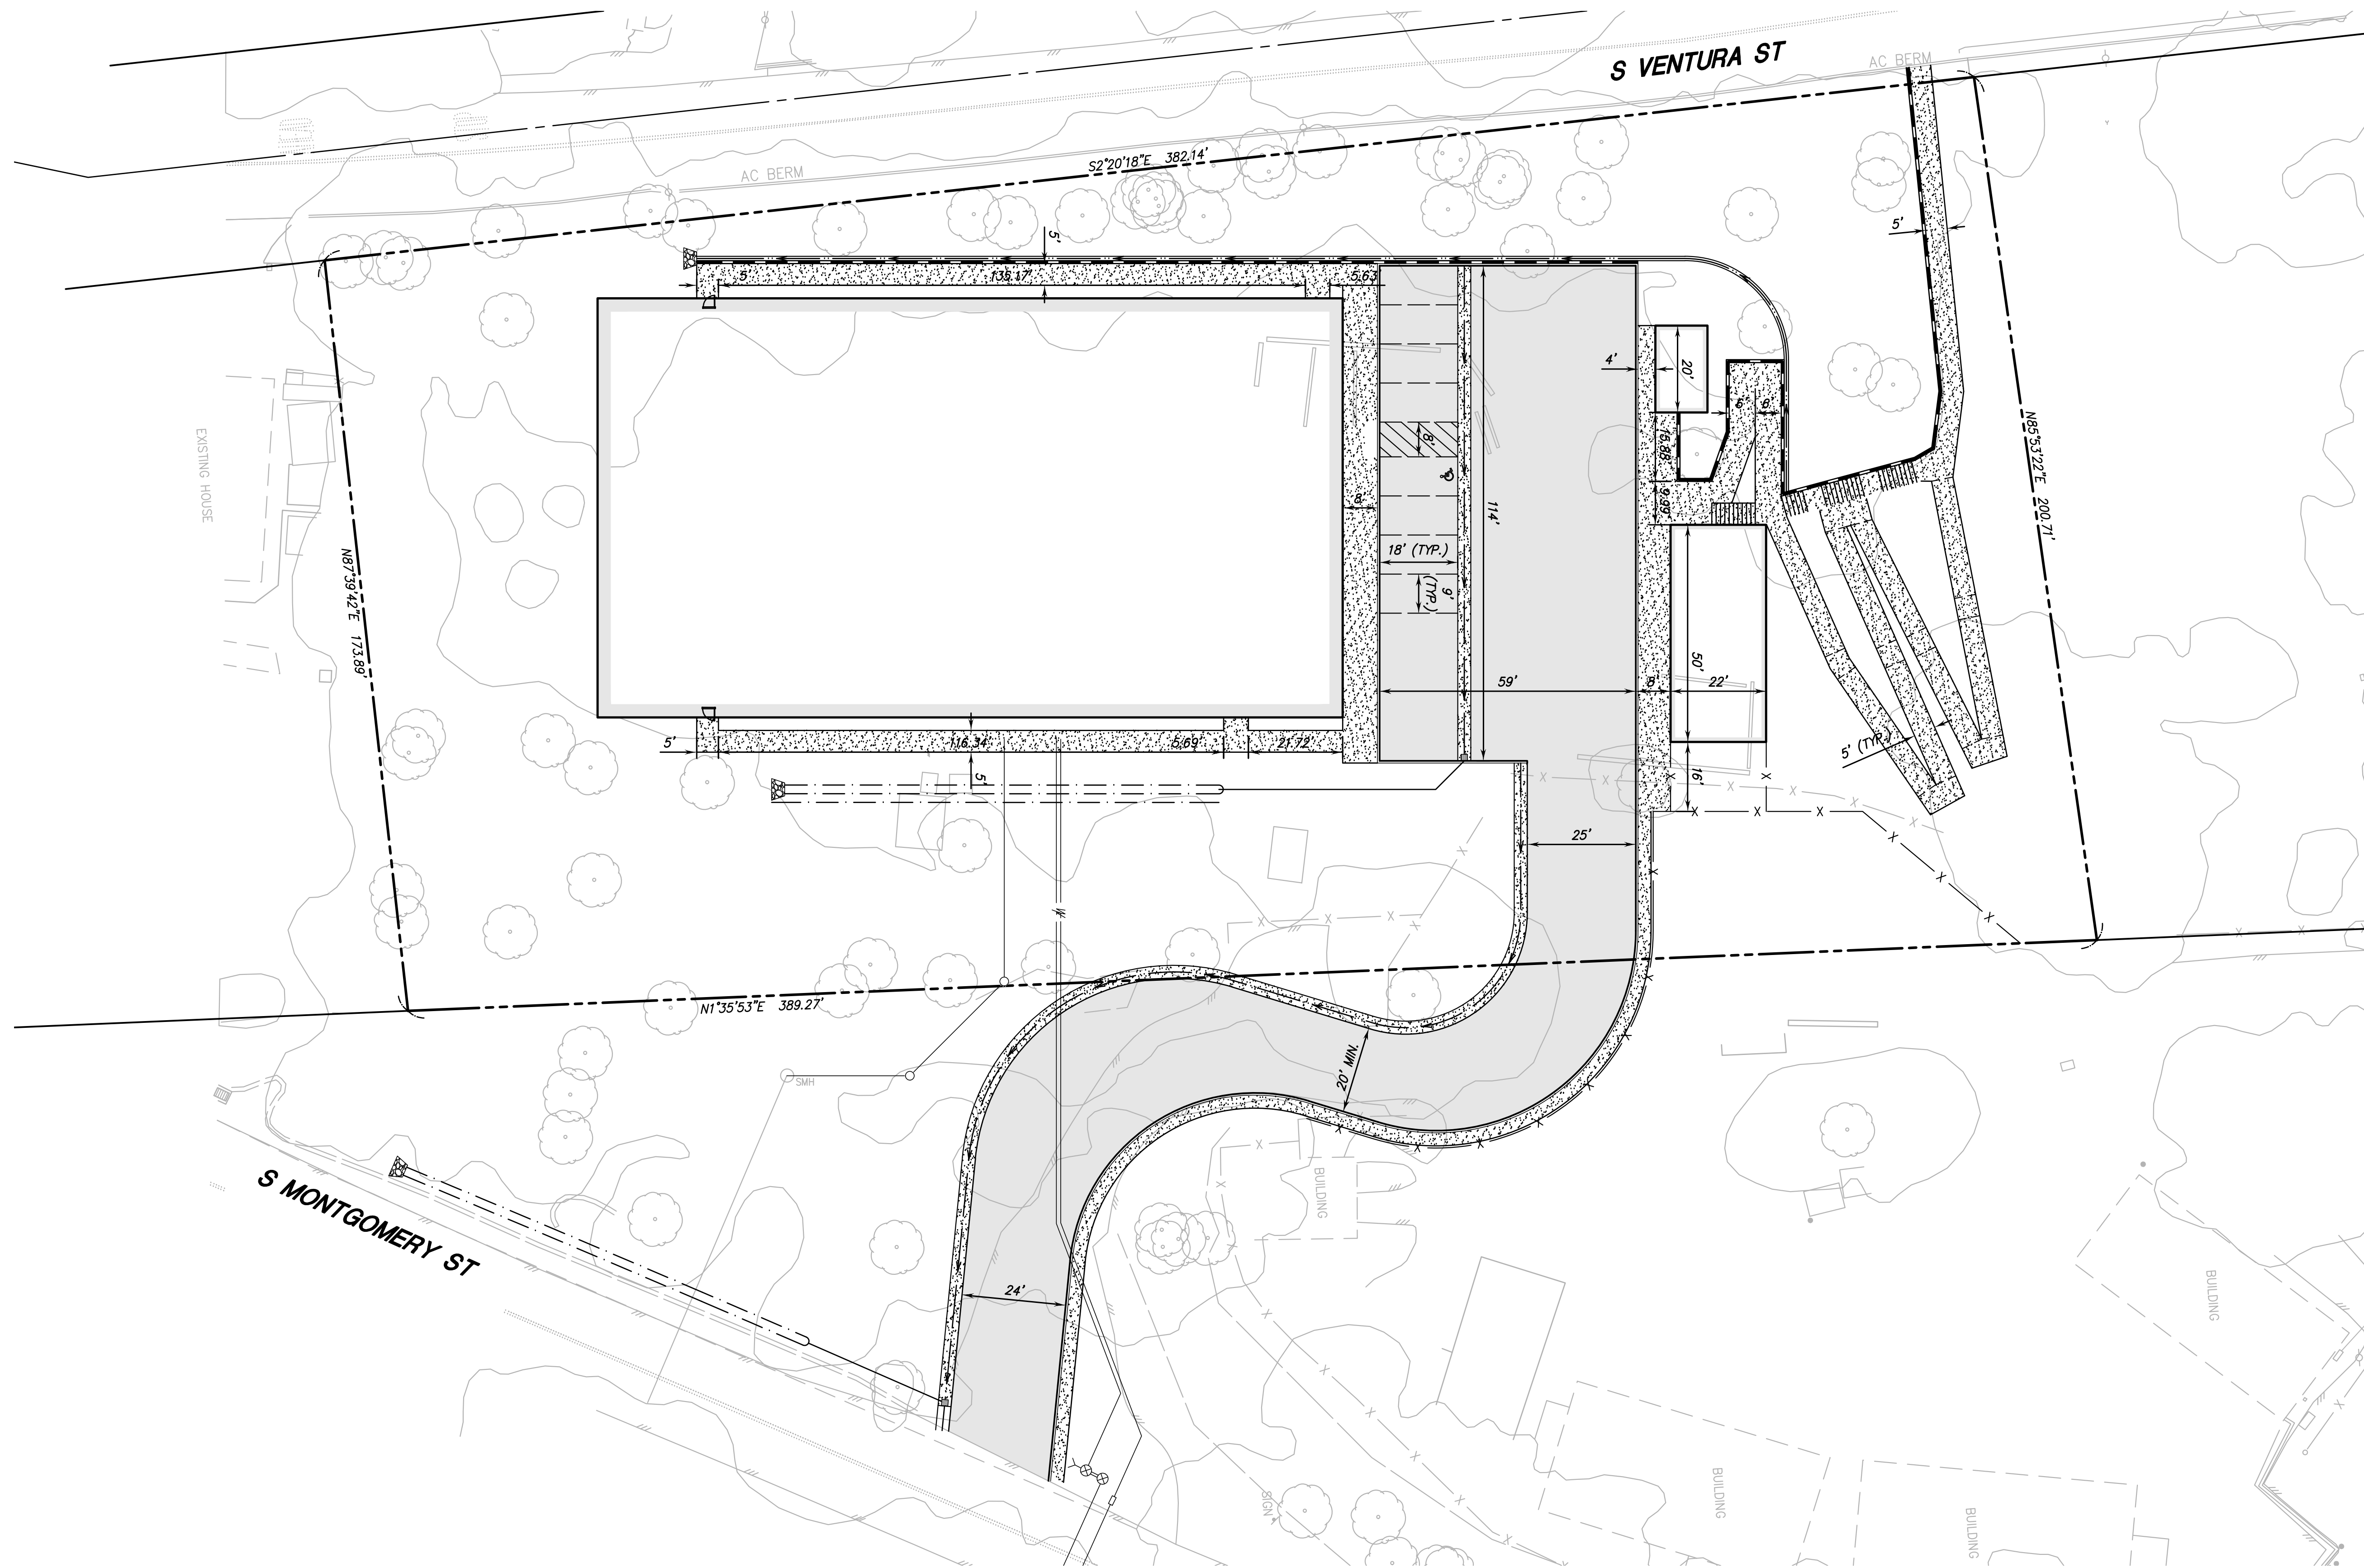 S VENTURA ST
AC BERM
S2°20'18"E 382.14'
AC BERM
5'
5'
5'
135.17'
5.63'
4'
20'
6'
6'
15.88'
9.99'
N85°53'22"E 200.71'
EXISTING HOUSE
8'
8'
114'
18' (TYP.)
9'
(TYP.)
N87°39'42"E 173.89'
50'
59'
8'
22'
5'
116.34'
5.69'
21.72'
5'
16'
5' (TYP.)
25'
W
N1°35'53"E 389.27'
20' MIN.
SMH
S MONTGOMERY ST
BUILDING
24'
BUILDING
SIGN
BUILDING
BUILDING